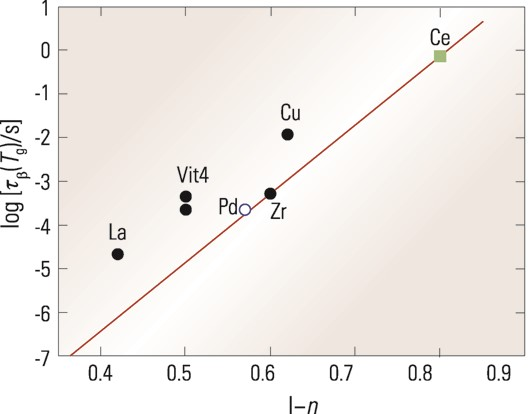 1
0
-1
-2
-3
-4
-5
-6
-7
log [τβ(Tg)/s]
Ce
Cu
Vit4
Pd
Zr
La
0.4 0.5 0.6 0.7 0.8 0.9
l–n